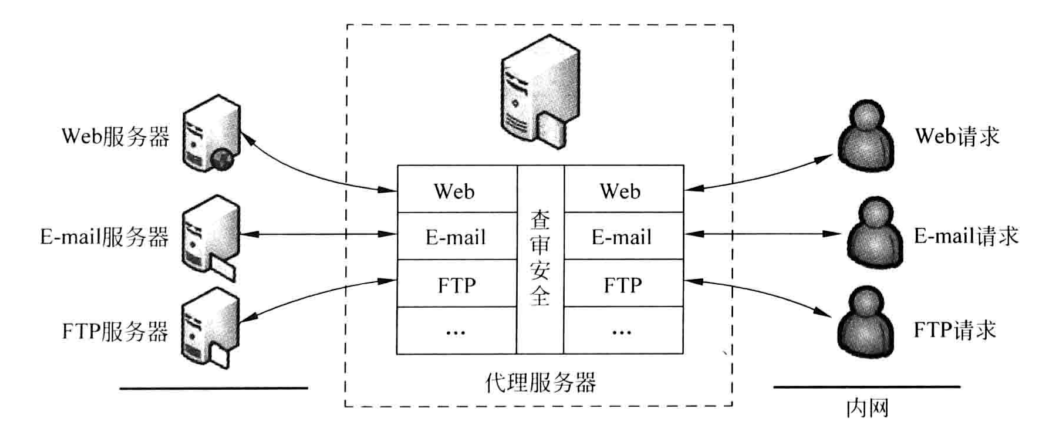 Web服务器
E-mail服务器
FTP服务器
Web
E-mail
FTP
...
查审安全
Web
E-mail
FTP
...
代理服务器
Web请求
E-mail请求
FTP请求
内网